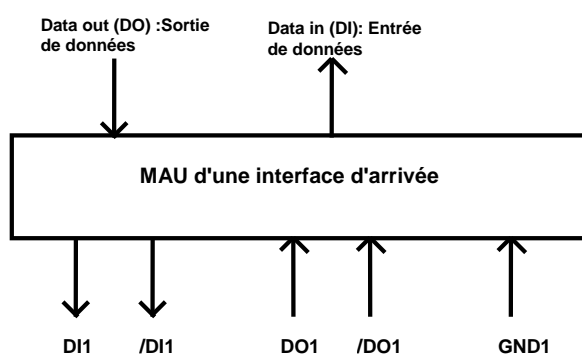 Data out (DO) :Sortie
de données
Data in (DI): Entrée
de données
MAU d'une interface d'arrivée
DI1 /DI1 DO1 /DO1 GND1